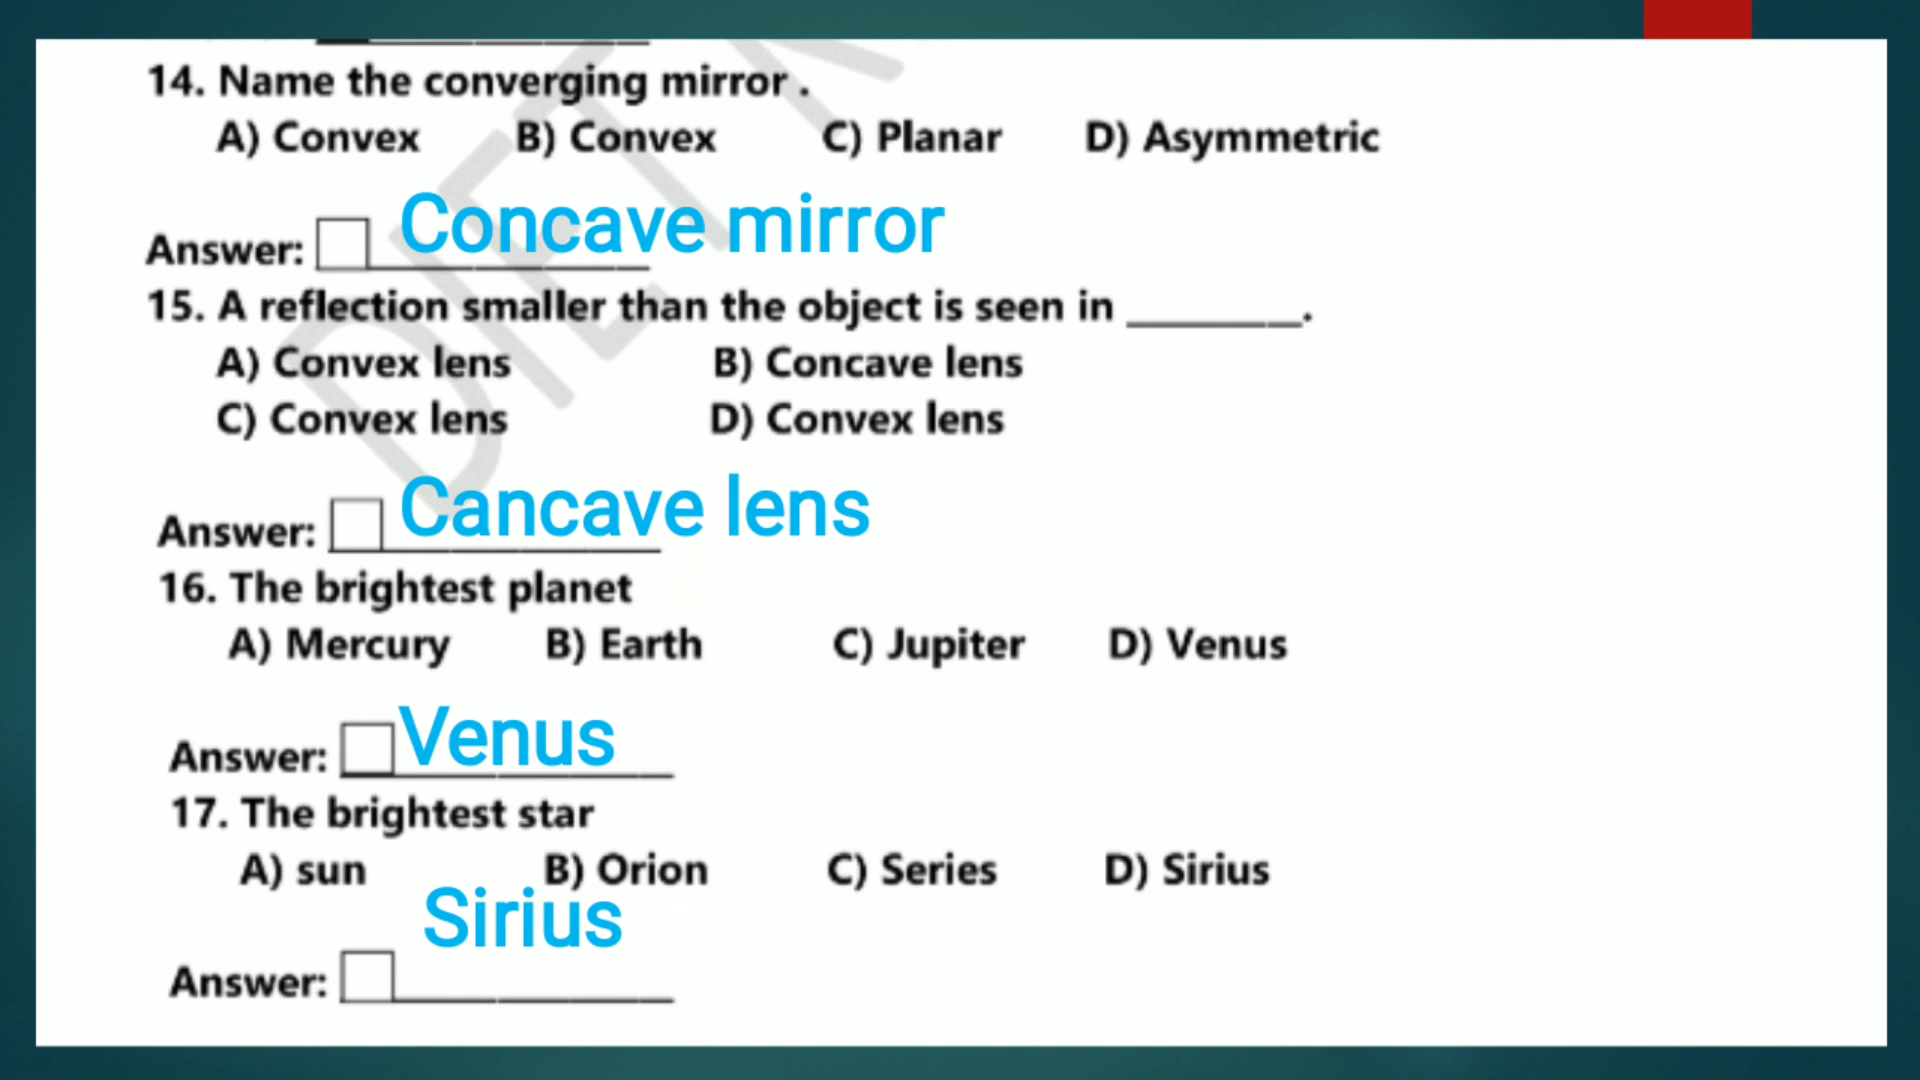 14. Name the converging mirror .
A) Convex B) Convex C) Planar D) Asymmetric
Answer: Concave mirror
15. A reflection smaller than the object is seen in ________.
A) Convex lens B) Concave lens
C) Convex lens D) Convex lens
Answer: Cancave lens
16. The brightest planet
A) Mercury B) Earth C) Jupiter D) Venus
Answer: Venus
17. The brightest star
A) sun B) Orion C) Series D) Sirius
Sirius
Answer: ____________
DIET